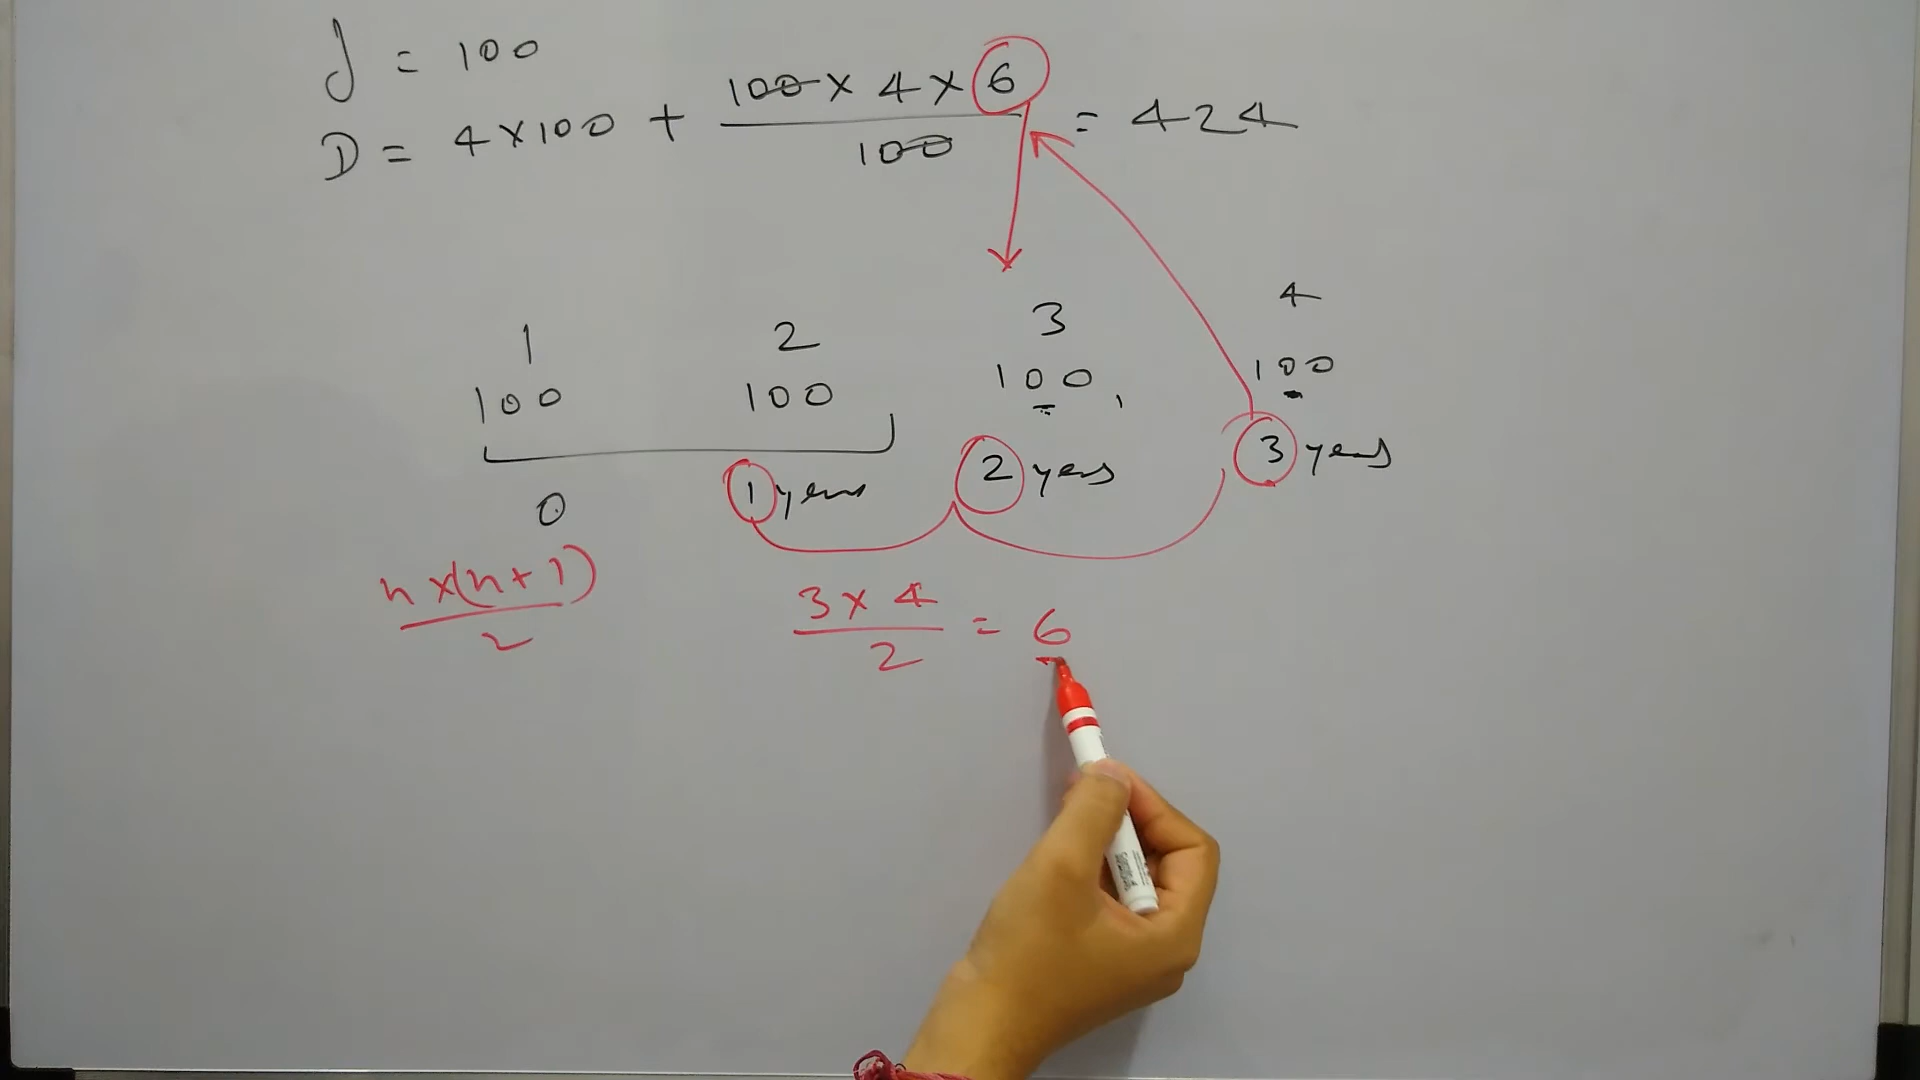 J = 100
D = 4 × 100 + 100 × 4 × 6 / 100 = 424
1 2 3 4
100 100 100, 100
0 1 years 2 years 3 years
n×(n+1) / 2 3×4 / 2 = 6